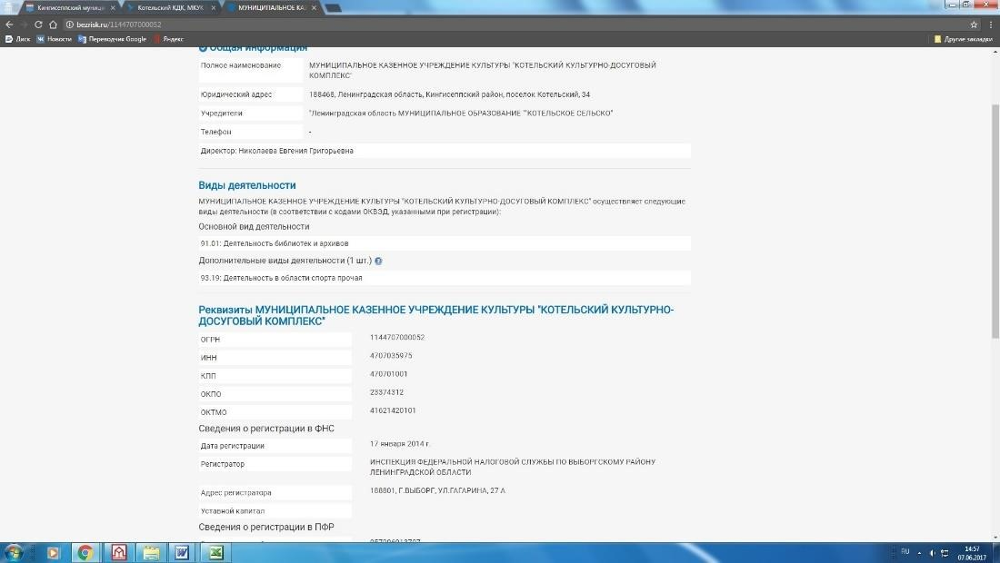 Кингисеппский муниц
Котельский КДК, МКУК
МУНИЦИПАЛЬНОЕ КАЗ
bezrisk.ru/1144707000052
Диск Новости Переводчик Google Яндекс Другие закладки
Общая информация
Полное наименование МУНИЦИПАЛЬНОЕ КАЗЕННОЕ УЧРЕЖДЕНИЕ КУЛЬТУРЫ "КОТЕЛЬСКИЙ КУЛЬТУРНО-ДОСУГОВЫЙ
КОМПЛЕКС"
Юридический адрес 188468, Ленинградская область, Кингисеппский район, поселок Котельский, 34
Учредители "Ленинградская область МУНИЦИПАЛЬНОЕ ОБРАЗОВАНИЕ ""КОТЕЛЬСКОЕ СЕЛЬСКО"
Телефон -
Директор: Николаева Евгения Григорьевна
Виды деятельности
МУНИЦИПАЛЬНОЕ КАЗЕННОЕ УЧРЕЖДЕНИЕ КУЛЬТУРЫ "КОТЕЛЬСКИЙ КУЛЬТУРНО-ДОСУГОВЫЙ КОМПЛЕКС" осуществляет следующие
виды деятельности (в соответствии с кодами ОКВЭД, указанными при регистрации):
Основной вид деятельности
91.01: Деятельность библиотек и архивов
Дополнительные виды деятельности (1 шт.)
93.19: Деятельность в области спорта прочая
Реквизиты МУНИЦИПАЛЬНОЕ КАЗЕННОЕ УЧРЕЖДЕНИЕ КУЛЬТУРЫ "КОТЕЛЬСКИЙ КУЛЬТУРНО-
ДОСУГОВЫЙ КОМПЛЕКС"
ОГРН 1144707000052
ИНН 4707035975
КПП 470701001
ОКПО 23374312
ОКТМО 41621420101
Сведения о регистрации в ФНС
Дата регистрации 17 января 2014 г.
Регистратор ИНСПЕКЦИЯ ФЕДЕРАЛЬНОЙ НАЛОГОВОЙ СЛУЖБЫ ПО ВЫБОРГСКОМУ РАЙОНУ
ЛЕНИНГРАДСКОЙ ОБЛАСТИ
Адрес регистратора 188801, Г.ВЫБОРГ, УЛ.ГАГАРИНА, 27 А
Уставной капитал
Сведения о регистрации в ПФР
RU
14:57
07.06.2017